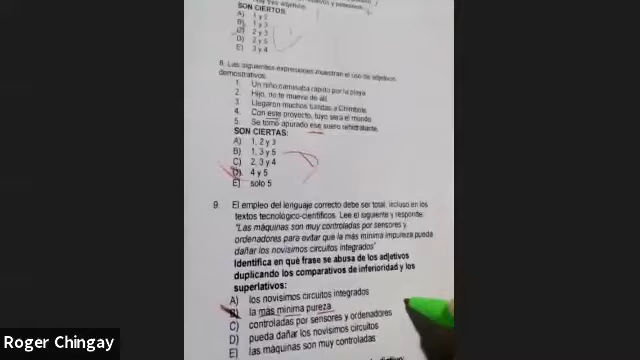 SON CIERTOS:
A) 1 y 2
B) 1 y 3
C) 2 y 3
D) 2 y 5
E) 3 y 4
8. Las siguientes expresiones muestran el uso de adjetivos
demostrativos:
1. Un niño caminaba rápido por la playa
2. Hijo, no te mueva de allí
3. Llegaron muchos turistas a Chimbote
4. Con este proyecto, tuyo será el mundo
5. Se tomó apurado ese suero rehidratante.
SON CIERTAS:
A) 1, 2 y 3
B) 1, 3 y 5
C) 2, 3 y 4
D) 4 y 5
E) solo 5
9. El empleo del lenguaje correcto debe ser total, incluso en los
textos tecnológico-científicos. Lee el siguiente y responde:
"Las máquinas son muy controladas por sensores y
ordenadores para evitar que la más mínima impureza pueda
dañar los novísimos circuitos integrados"
Identifica en qué frase se abusa de los adjetivos
duplicando los comparativos de inferioridad y los
superlativos:
A) los novísimos circuitos integrados
B) la más mínima pureza
C) controladas por sensores y ordenadores
D) pueda dañar los novísimos circuitos
E) las máquinas son muy controladas
Roger Chingay